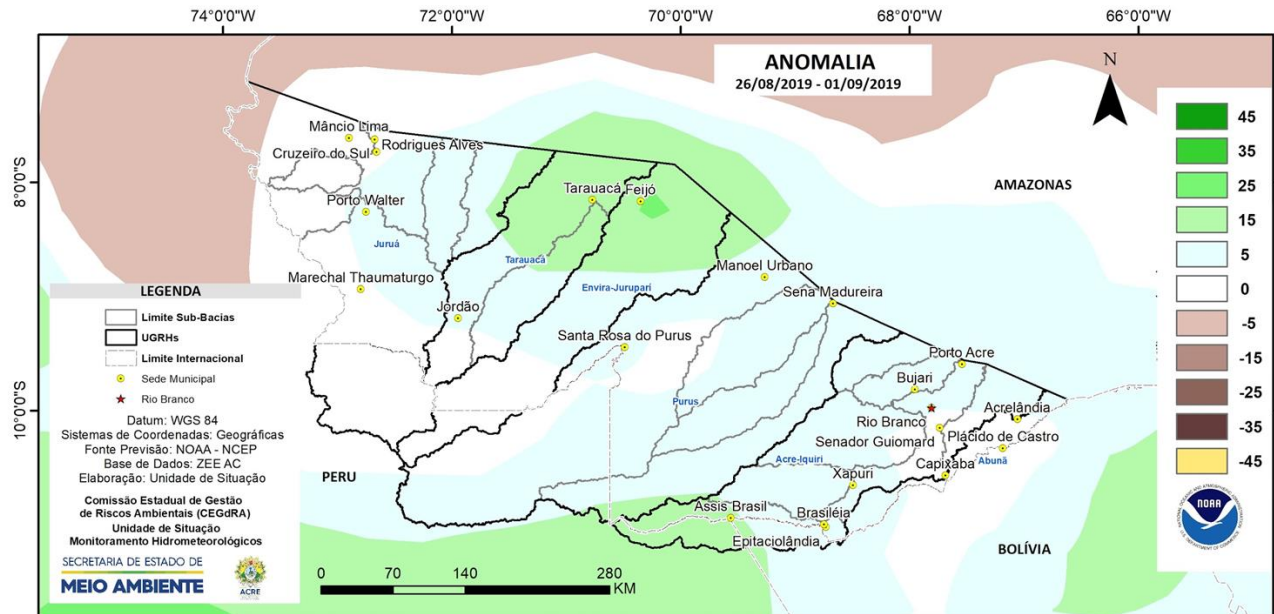 74°0'0"W
72°0'0"W
70°0'0"W
68°0'0"W
66°0'0"W
ANOMALIA
26/08/2019 - 01/09/2019
N
45
35
25
15
5
0
-5
-15
-25
-35
-45
8°0'0"S
10°0'0"S
AMAZONAS
Mâncio Lima
Rodrigues Alves
Cruzeiro do Sul
Tarauacá
Feijó
Porto Walter
Juruá
Tarauacá
Manoel Urbano
Marechal Thaumaturgo
Envira-Jurupari
Sena Madureira
Jordão
Santa Rosa do Purus
Porto Acre
Bujari
Purus
Acrelândia
Rio Branco
Senador Guiomard
Plácido de Castro
Abunã
Acre-Iquiri
Capixaba
Xapuri
PERU
Assis Brasil
Brasiléia
Epitaciolândia
BOLÍVIA
LEGENDA
Limite Sub-Bacias
UGRHs
Limite Internacional
Sede Municipal
Rio Branco
Datum: WGS 84
Sistemas de Coordenadas: Geográficas
Fonte Previsão: NOAA - NCEP
Base de Dados: ZEE AC
Elaboração: Unidade de Situação
Comissão Estadual de Gestão
de Riscos Ambientais (CEGdRA)
Unidade de Situação
Monitoramento Hidrometeorológicos
SECRETARIA DE ESTADO DE
MEIO AMBIENTE
ACRE
0 70 140 280
KM
NOAA